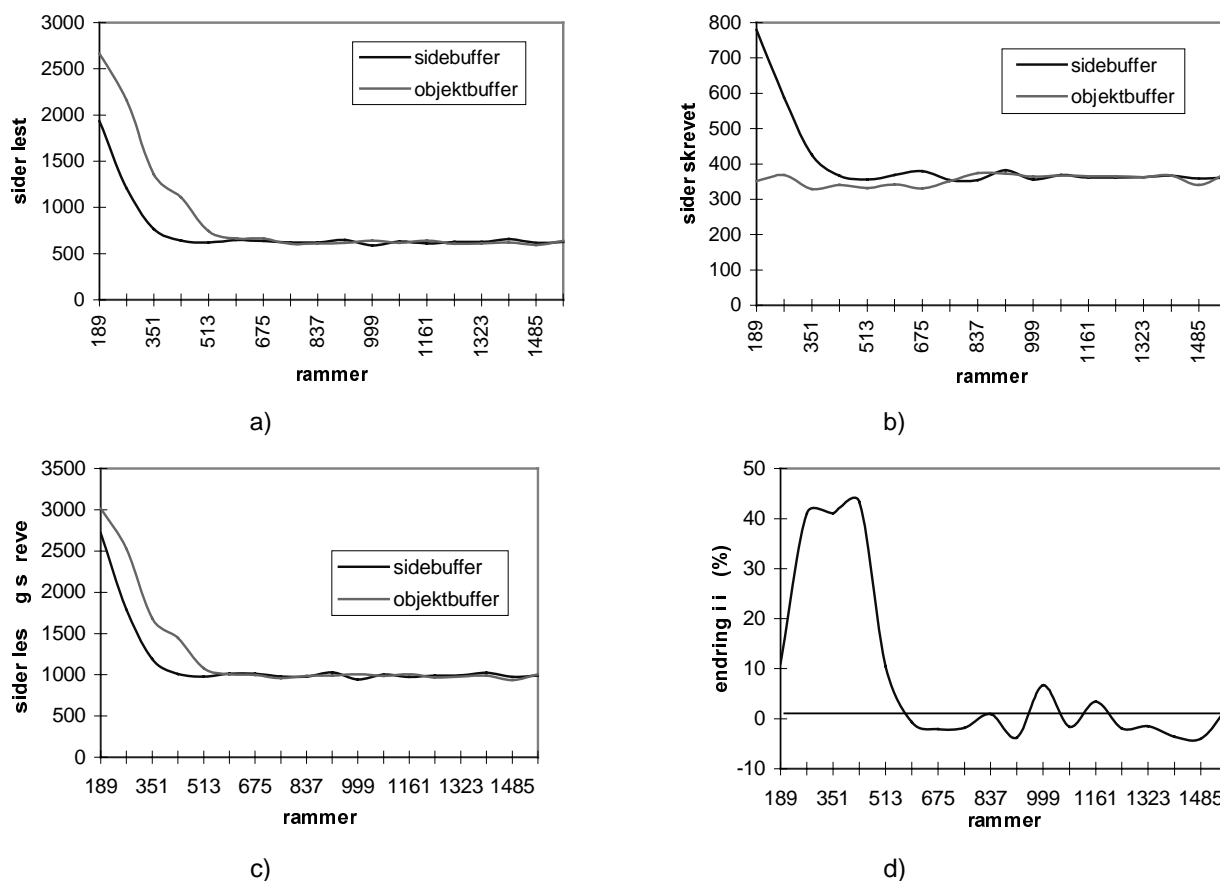 3000
2500
2000
1500
1000
500
0
sider lest
sidebuffer
objektbuffer
189
351
513
675
837
999
1161
1323
1485
rammer
a)
800
700
600
500
400
300
200
100
0
sider skrevet
sidebuffer
objektbuffer
189
351
513
675
837
999
1161
1323
1485
rammer
b)
3500
3000
2500
2000
1500
1000
500
0
sider les g s reve
sidebuffer
objektbuffer
189 351 513 675 837 999 1161 1323 1485
rammer
c)
50
40
30
20
10
0
-10
endring i i (%)
189 351 513 675 837 999 1161 1323 1485
rammer
d)